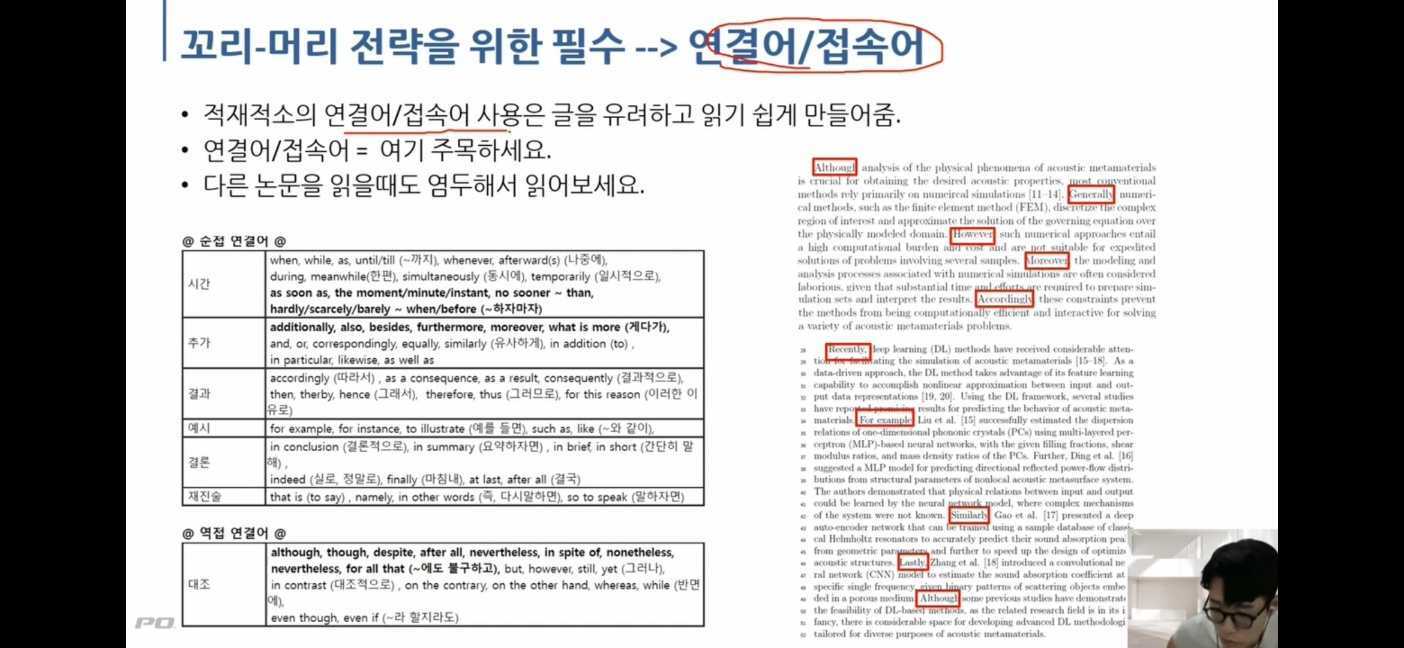 꼬리-머리 전략을 위한 필수 --> 연결어/접속어
• 적재적소의 연결어/접속어 사용은 글을 유려하고 읽기 쉽게 만들어줌.
• 연결어/접속어 = 여기 주목하세요.
• 다른 논문을 읽을때도 염두해서 읽어보세요.
@ 순접 연결어 @
시간
when, while, as, until/till (~까지), whenever, afterward(s) (나중에),
during, meanwhile(한편), simultaneously (동시에), temporarily (일시적으로),
as soon as, the moment/minute/instant, no sooner ~ than,
hardly/scarcely/barely ~ when/before (~하자마자)
추가
additionally, also, besides, furthermore, moreover, what is more (게다가),
and, or, correspondingly, equally, similarly (유사하게), in addition (to) ,
in particular, likewise, as well as
결과
accordingly (따라서) , as a consequence, as a result, consequently (결과적으로),
then, therby, hence (그래서), therefore, thus (그러므로), for this reason (이러한 이
유로)
예시
for example, for instance, to illustrate (예를 들면), such as, like (~와 같이),
결론
in conclusion (결론적으로), in summary (요약하자면) , in brief, in short (간단히 말
해) ,
indeed (실로, 정말로), finally (마침내), at last, after all (결국)
재진술
that is (to say) , namely, in other words (즉, 다시말하면), so to speak (말하자면)
@ 역접 연결어 @
대조
although, though, despite, after all, nevertheless, in spite of, nonetheless,
nevertheless, for all that (~에도 불구하고), but, however, still, yet (그러나),
in contrast (대조적으로) , on the contrary, on the other hand, whereas, while (반면
에),
even though, even if (~라 할지라도)
PO
Although analysis of the physical phenomena of acoustic metamaterials
is crucial for obtaining the desired acoustic properties, most conventional
methods rely primarily on numeircal simulations [11–14]. Generally numeri-
cal methods, such as the finite element method (FEM), discretize the complex
region of interest and approximate the solution of the governing equation over
the physically modeled domain. However such numerical approaches entail
a high computational burden and cost and are not suitable for expedited
solutions of problems involving several samples. Moreover the modeling and
analysis processes associated with numerical simulations are often considered
laborious, given that substantial time and efforts are required to prepare sim-
ulation sets and interpret the results. Accordingly these constraints prevent
the methods from being computationally efficient and interactive for solving
a variety of acoustic metamaterials problems.
Recently, deep learning (DL) methods have received considerable atten-
tion for facilitating the simulation of acoustic metamaterials [15–18]. As a
data-driven approach, the DL method takes advantage of its feature learning
capability to accomplish nonlinear approximation between input and out-
put data representations [19, 20]. Using the DL framework, several studies
have reported promising results for predicting the behavior of acoustic meta-
materials. For example Liu et al. [15] successfully estimated the dispersion
relations of one-dimensional phononic crystals (PCs) using multi-layered per-
ceptron (MLP)-based neural networks, with the given filling fractions, shear
modulus ratios, and mass density ratios of the PCs. Further, Ding et al. [16]
suggested a MLP model for predicting directional reflected power-flow distri-
butions from structural parameters of nonlocal acoustic metasurface system.
The authors demonstrated that physical relations between input and output
could be learned by the neural network model, where complex mechanisms
of the system were not known. Similarly Gao et al. [17] presented a deep
auto-encoder network that can be trained using a sample database of classi-
cal Helmholtz resonators to accurately predict their sound absorption pea
from geometric parameters and further to speed up the design of optimize
acoustic structures. Lastly, Zhang et al. [18] introduced a convolutional ne
ral network (CNN) model to estimate the sound absorption coefficient at
specific single frequency, given binary patterns of scattering objects embe
ded in a porous medium. Although some previous studies have demonstrate
the feasibility of DL-based methods, as the related research field is in its i
fancy, there is considerable space for developing advanced DL methodologi
tailored for diverse purposes of acoustic metamaterials.